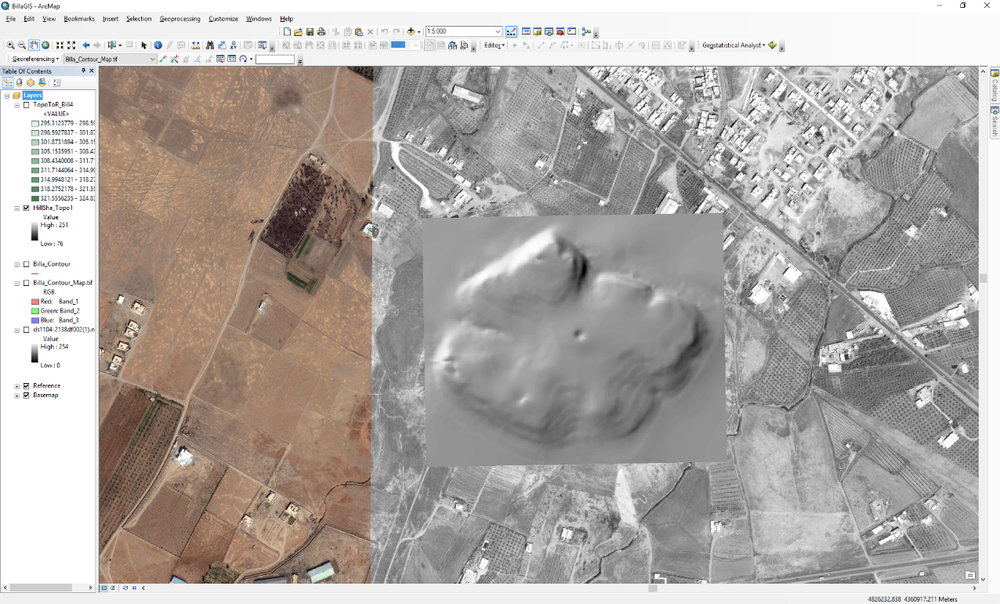 BillaGIS - ArcMap
File Edit View Bookmarks Insert Selection Geoprocessing Customize Windows Help
1:5.000
Editor
Geostatistical Analyst
Georeferencing Billa_Contour_Map.tif
Table Of Contents
Layers
TopoToR_Bill4
<VALUE>
295.3123779 - 298.59
298.5927837 - 301.87
301.8731894 - 305.15
305.1535951 - 308.43
308.4340008 - 311.71
311.7144064 - 314.99
314.9948121 - 318.27
318.2752178 - 321.55
321.5556235 - 324.83
HillSha_Topo1
Value
High : 251
Low : 76
Billa_Contour
Billa_Contour_Map.tif
RGB
Red: Band_1
Green: Band_2
Blue: Band_3
ds1104-2138df002(1).n
Value
High : 254
Low : 0
Reference
Basemap
Catalog
Search
4826232.838 4360917.211 Meters